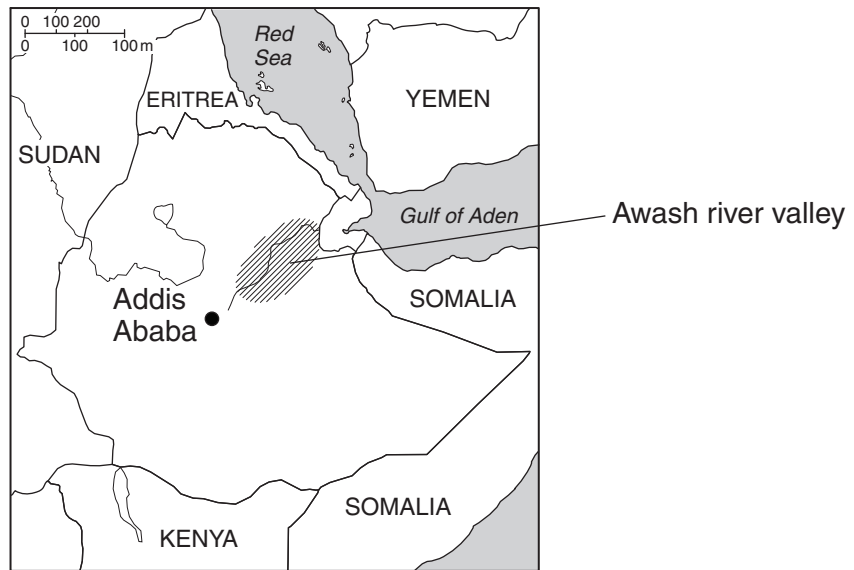 0 100 200
0 100 100 m
Red
Sea
ERITREA
YEMEN
SUDAN
Gulf of Aden
Awash river valley
SOMALIA
Addis
Ababa
SOMALIA
KENYA